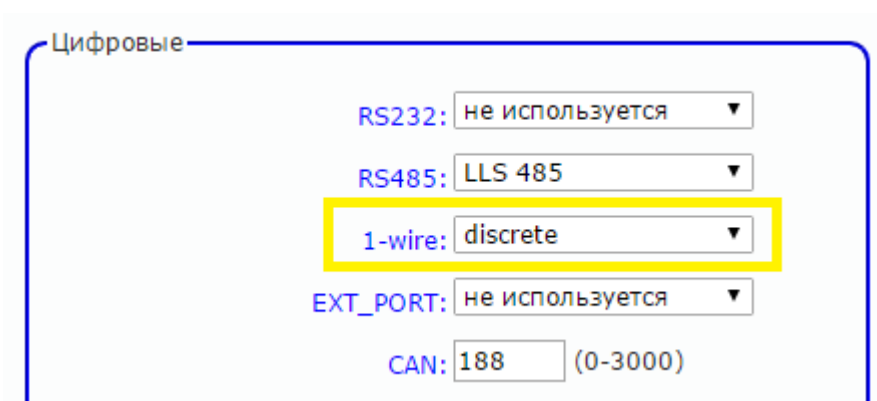 Цифровые
RS232: не используется
RS485: LLS 485
1-wire: discrete
EXT_PORT: не используется
CAN: 188 (0-3000)